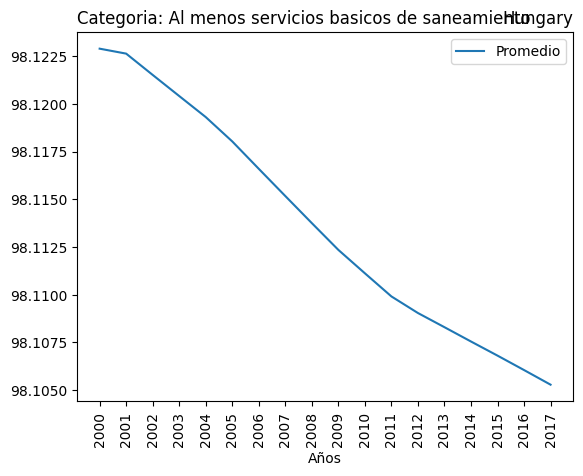 Categoria: Al menos servicios basicos de saneamiento
Hungary
Promedio
98.1225
98.1200
98.1175
98.1150
98.1125
98.1100
98.1075
98.1050
2000 2001 2002 2003 2004 2005 2006 2007 2008 2009 2010 2011 2012 2013 2014 2015 2016 2017
Años